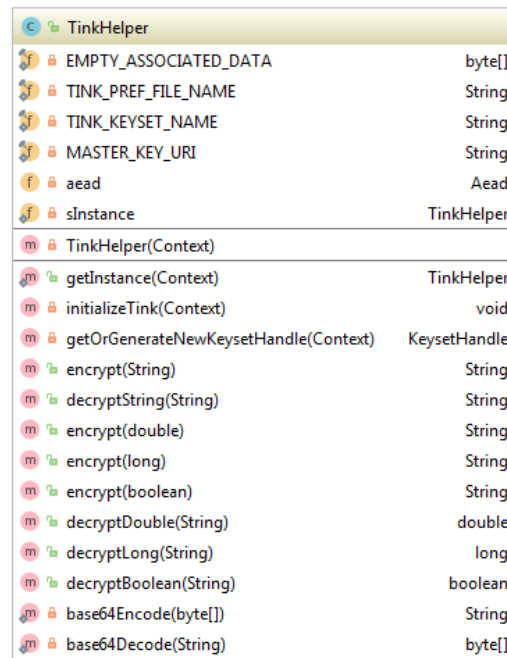 TinkHelper
EMPTY_ASSOCIATED_DATA byte[]
TINK_PREF_FILE_NAME String
TINK_KEYSET_NAME String
MASTER_KEY_URI String
aead Aead
sInstance TinkHelper
TinkHelper(Context)
getInstance(Context) TinkHelper
initializeTink(Context) void
getOrGenerateNewKeysetHandle(Context) KeysetHandle
encrypt(String) String
decryptString(String) String
encrypt(double) String
encrypt(long) String
encrypt(boolean) String
decryptDouble(String) double
decryptLong(String) long
decryptBoolean(String) boolean
base64Encode(byte[]) String
base64Decode(String) byte[]